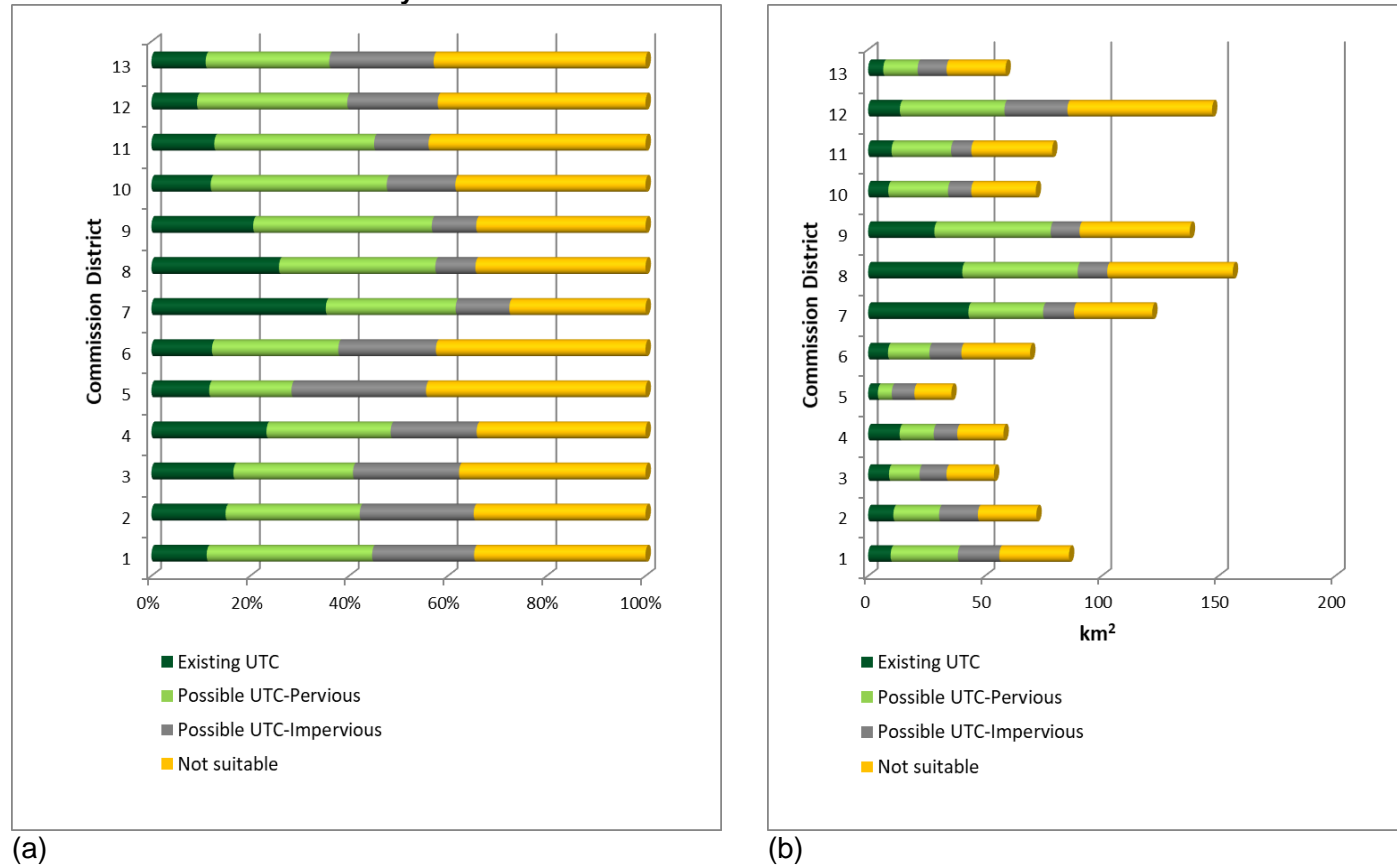 Commission District
13
12
11
10
9
8
7
6
5
4
3
2
1
0% 20% 40% 60% 80% 100%
Existing UTC
Possible UTC-Pervious
Possible UTC-Impervious
Not suitable
(a)
Commission District
13
12
11
10
9
8
7
6
5
4
3
2
1
0 50 100 150 200
km²
Existing UTC
Possible UTC-Pervious
Possible UTC-Impervious
Not suitable
(b)